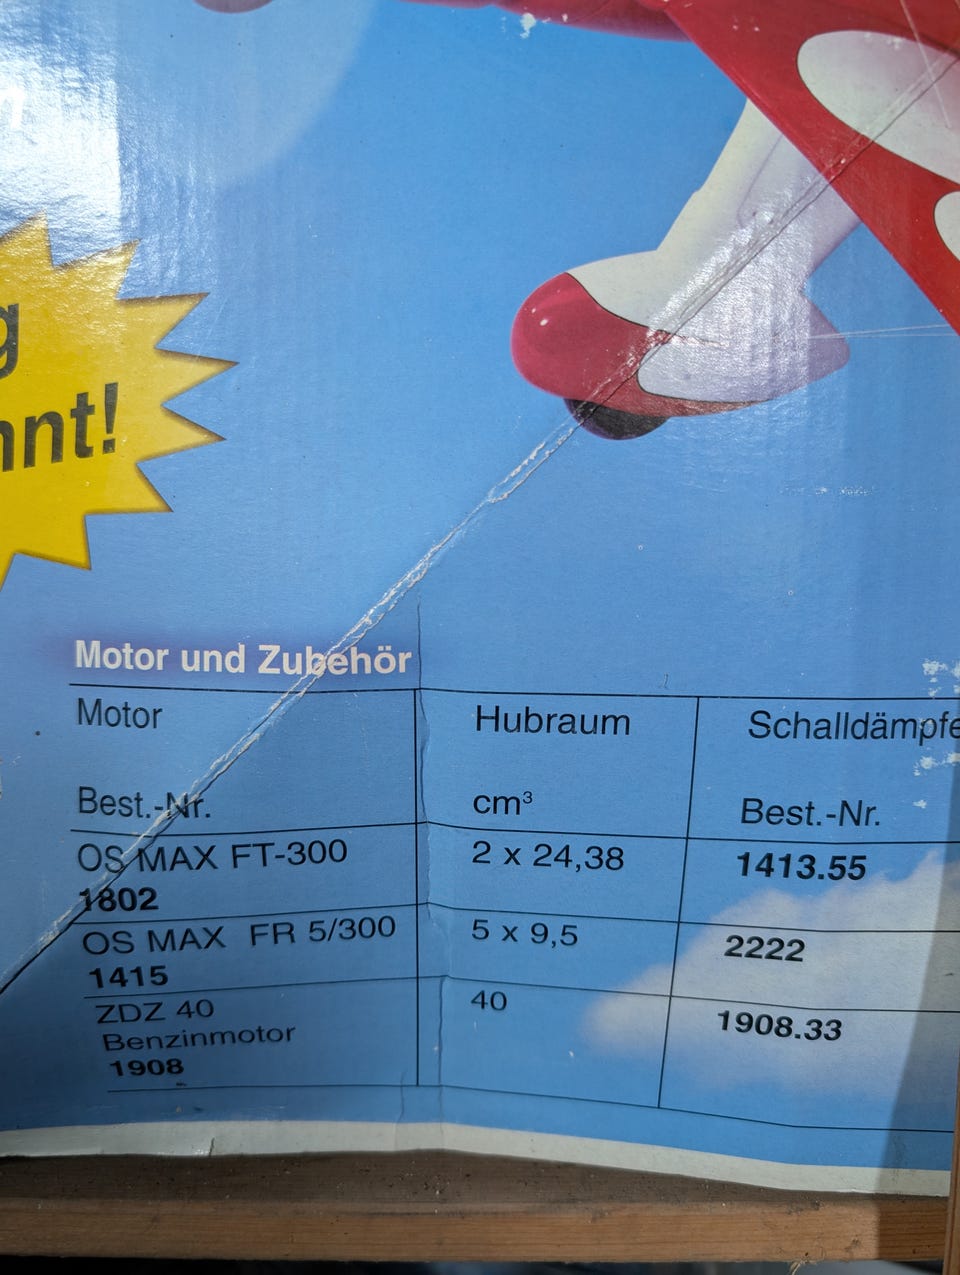 g
nnt!
Motor und Zubehör
Motor Hubraum Schalldämpfe
Best.-Nr. cm³ Best.-Nr.
OS MAX FT-300 2 x 24,38 1413.55
1802
OS MAX FR 5/300 5 x 9,5 2222
1415
ZDZ 40 40 1908.33
Benzinmotor
1908